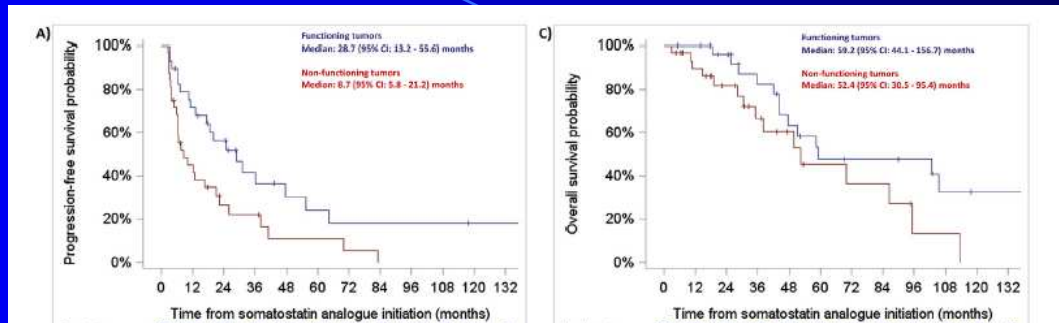 A)
Functioning tumors
Median: 28.7 (95% CI: 13.2 - 55.6) months
Non-functioning tumors
Median: 8.7 (95% CI: 5.8 - 21.2) months
Progression-free survival probability
100%
80%
60%
40%
20%
0%
0 12 24 36 48 60 72 84 96 108 120 132
Time from somatostatin analogue initiation (months)
C)
Functioning tumors
Median: 59.2 (95% CI: 44.1 - 156.7) months
Non-functioning tumors
Median: 52.4 (95% CI: 30.5 - 95.4) months
Overall survival probability
100%
80%
60%
40%
20%
0%
0 12 24 36 48 60 72 84 96 108 120 132
Time from somatostatin analogue initiation (months)